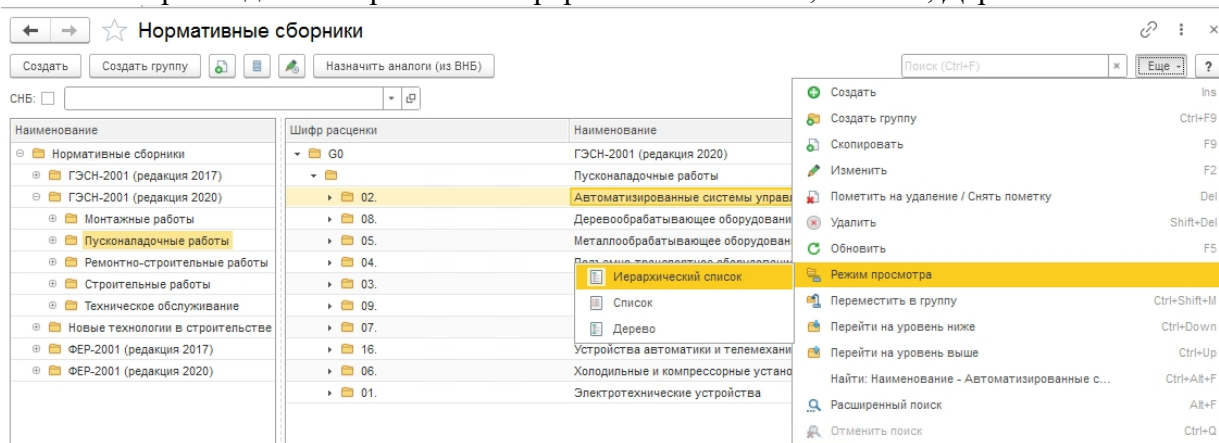 Нормативные сборники
Создать Создать группу Назначить аналоги (из ВНБ) Поиск (Ctrl+F) × Еще ?
СНБ:
Наименование
Нормативные сборники
ГЭСН-2001 (редакция 2017)
ГЭСН-2001 (редакция 2020)
Монтажные работы
Пусконаладочные работы
Ремонтно-строительные работы
Строительные работы
Техническое обслуживание
Новые технологии в строительстве
ФЕР-2001 (редакция 2017)
ФЕР-2001 (редакция 2020)
Шифр расценки Наименование
G0 ГЭСН-2001 (редакция 2020)
Пусконаладочные работы
02. Автоматизированные системы управл
08. Деревообрабатывающее оборудовани
05. Металлообрабатывающее оборудован
04.
03.
09.
07.
16. Устройства автоматики и телемехани
06. Холодильные и компрессорные устано
01. Электротехнические устройства
Иерархический список
Список
Дерево
Создать Ins
Создать группу Ctrl+F9
Скопировать F9
Изменить F2
Пометить на удаление / Снять пометку Del
Удалить Shift+Del
Обновить F5
Режим просмотра
Переместить в группу Ctrl+Shift+M
Перейти на уровень ниже Ctrl+Down
Перейти на уровень выше Ctrl+Up
Найти: Наименование - Автоматизированные с... Ctrl+Alt+F
Расширенный поиск Alt+F
Отменить поиск Ctrl+Q